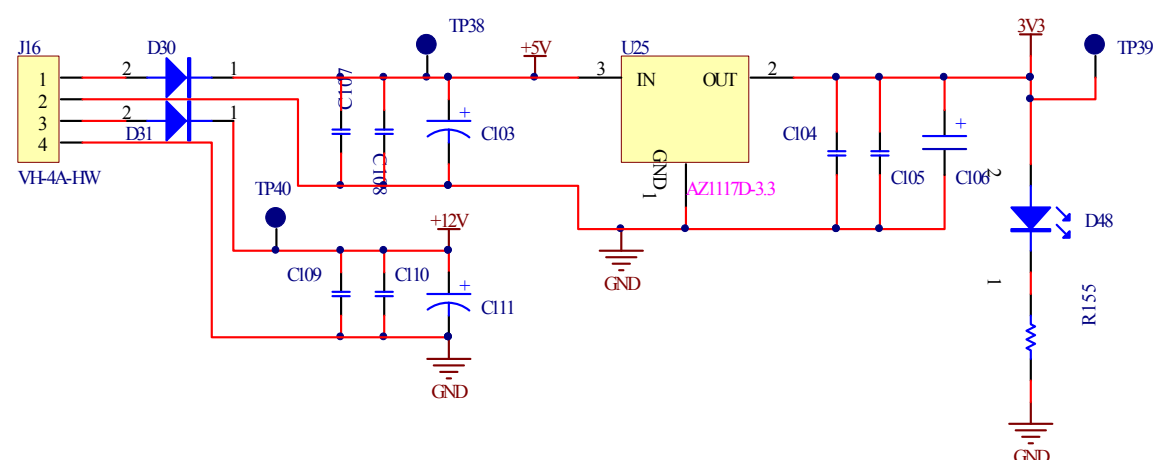 TP38
3V3
J16
D30
+5V
U25
TP39
1
2
1
3
2
2
IN
OUT
3
2
1
4
D31
C107
C103
C104
GND
1
C108
C105
C106
2
VH-4A-HW
TP40
AZ1117D-3.3
+12V
D48
C109
C110
GND
1
C111
R155
GND
GND